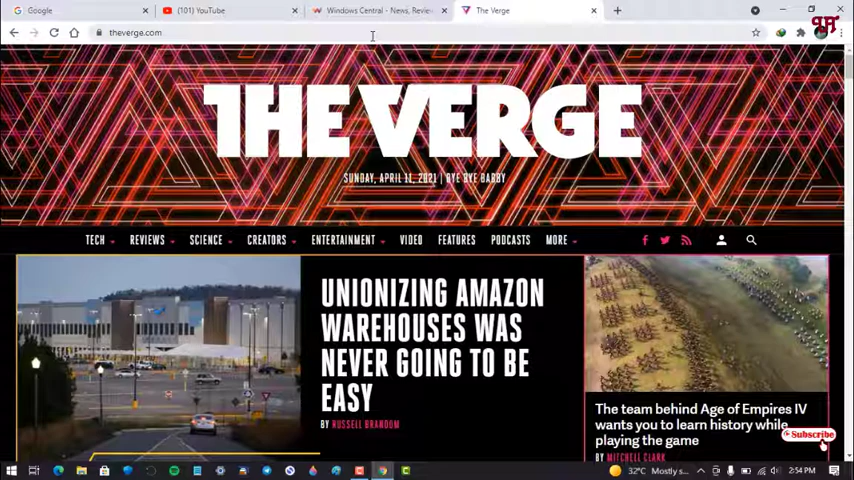 Google
(101) YouTube
Windows Central - News, Review
The Verge
theverge.com
THE VERGE
SUNDAY, APRIL 11, 2021 | BYE BYE BARBY
TECH
REVIEWS
SCIENCE
CREATORS
ENTERTAINMENT
VIDEO
FEATURES
PODCASTS
MORE
UNIONIZING AMAZON
WAREHOUSES WAS
NEVER GOING TO BE
EASY
BY RUSSELL BRANDOM
The team behind Age of Empires IV
wants you to learn history while
playing the game
BY MITCHELL CLARK
Subscribe
32°C Mostly s...
2:54 PM